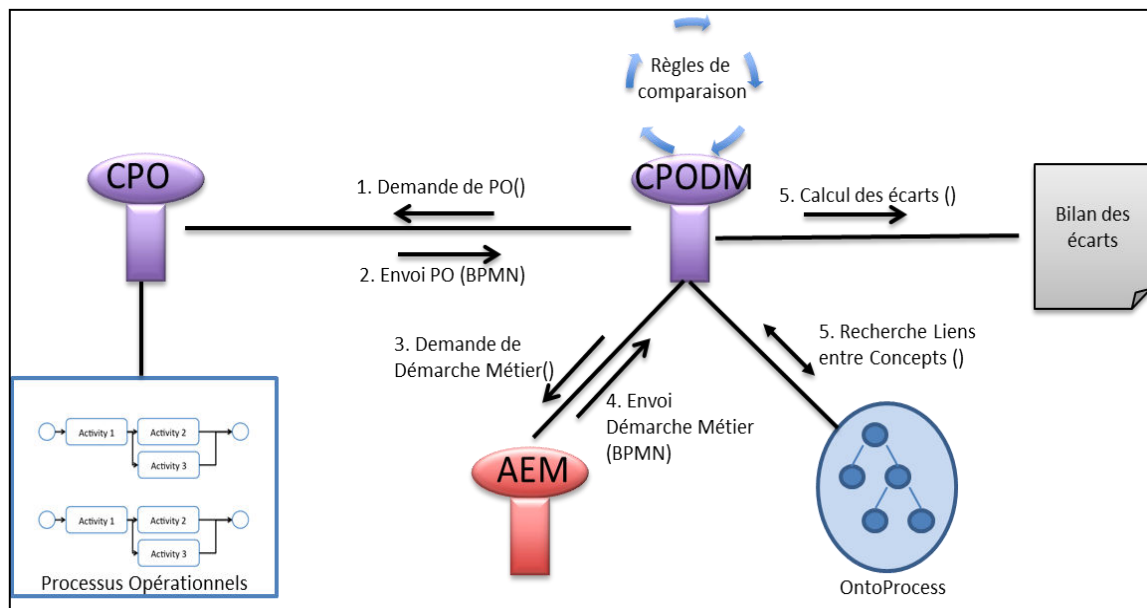 Règles de
comparaison
CPO
CPODM
1. Demande de PO()
2. Envoi PO (BPMN)
5. Calcul des écarts ()
Bilan des
écarts
3. Demande de
Démarche Métier()
4. Envoi
Démarche Métier
(BPMN)
5. Recherche Liens
entre Concepts ()
AEM
Activity 1
Activity 2
Activity 3
Activity 1
Activity 2
Activity 3
Processus Opérationnels
OntoProcess